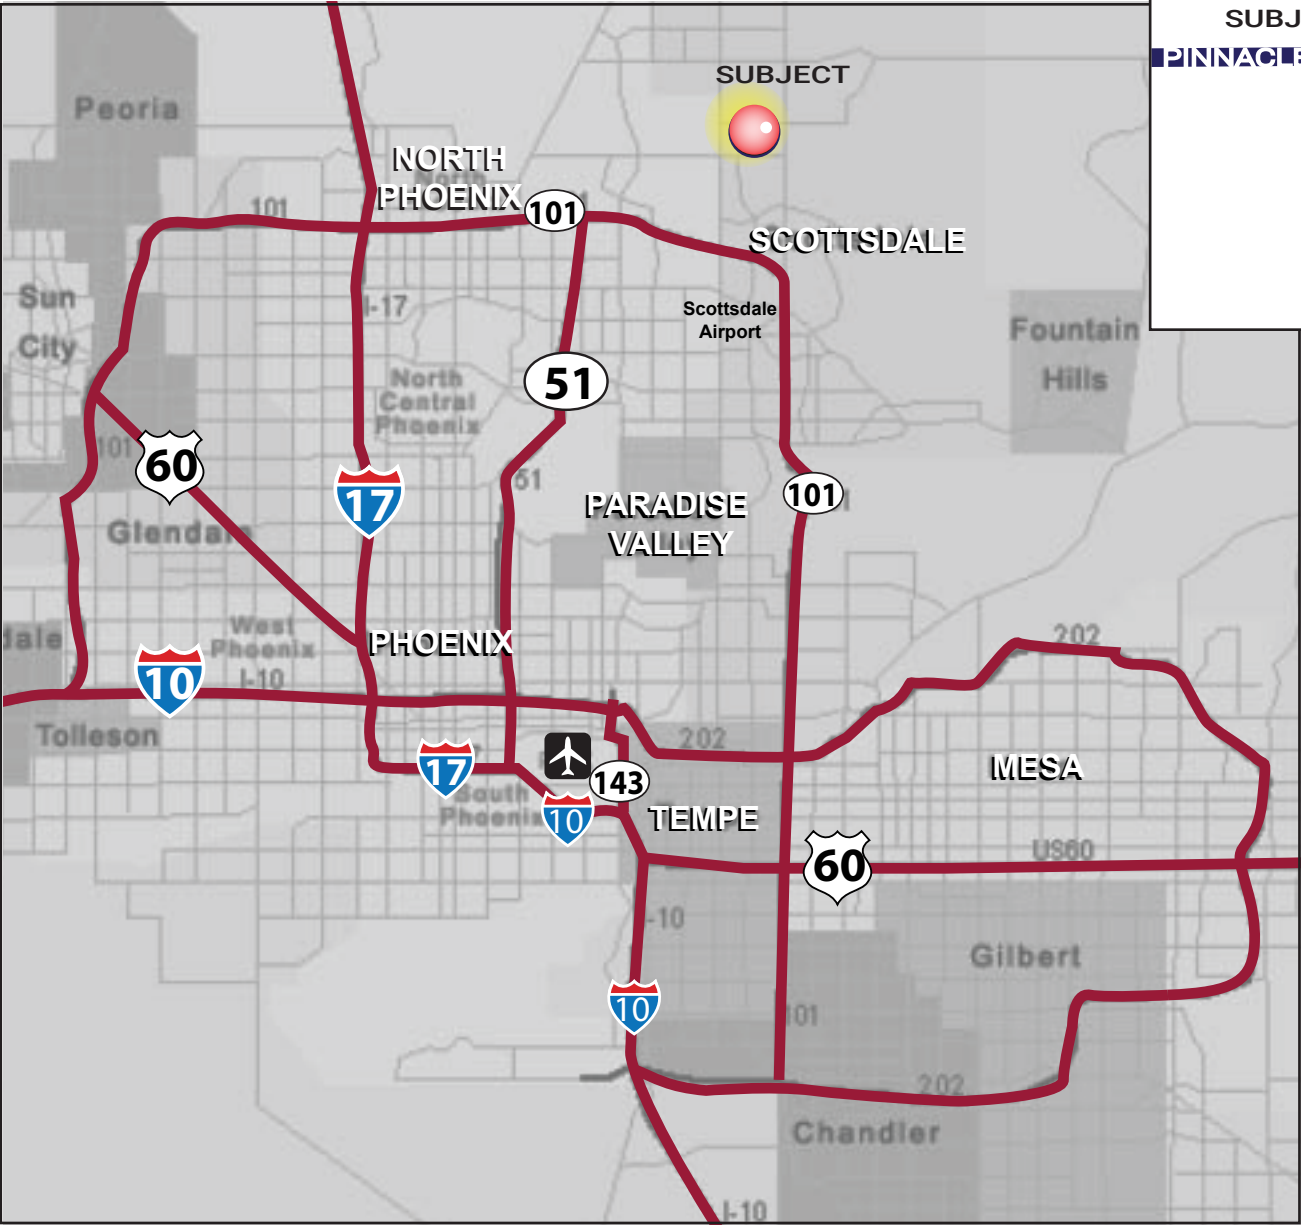 SUBJ
PINNACLE
SUBJECT
Peoria
NORTH
PHOENIX
North
101
101
SCOTTSDALE
Sun
City
I-17
Scottsdale
Airport
Fountain
Hills
51
North
Central
Phoenix
101
60
17
51
101
PARADISE
VALLEY
Glendale
dale
West
Phoenix
PHOENIX
202
10
I-10
Tolleson
202
17
143
MESA
South
Phoenix
10
TEMPE
60
US60
I-10
Gilbert
10
101
202
Chandler
I-10